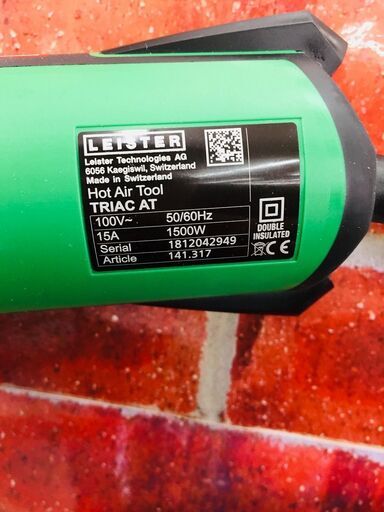 LEISTER
Leister Technologies AG
6056 Kaegiswil, Switzerland
Made in Switzerland
Hot Air Tool
TRIAC AT
100V~ 50/60Hz
15A 1500W
Serial 1812042949
Article 141.317
DOUBLE
INSULATED
CE